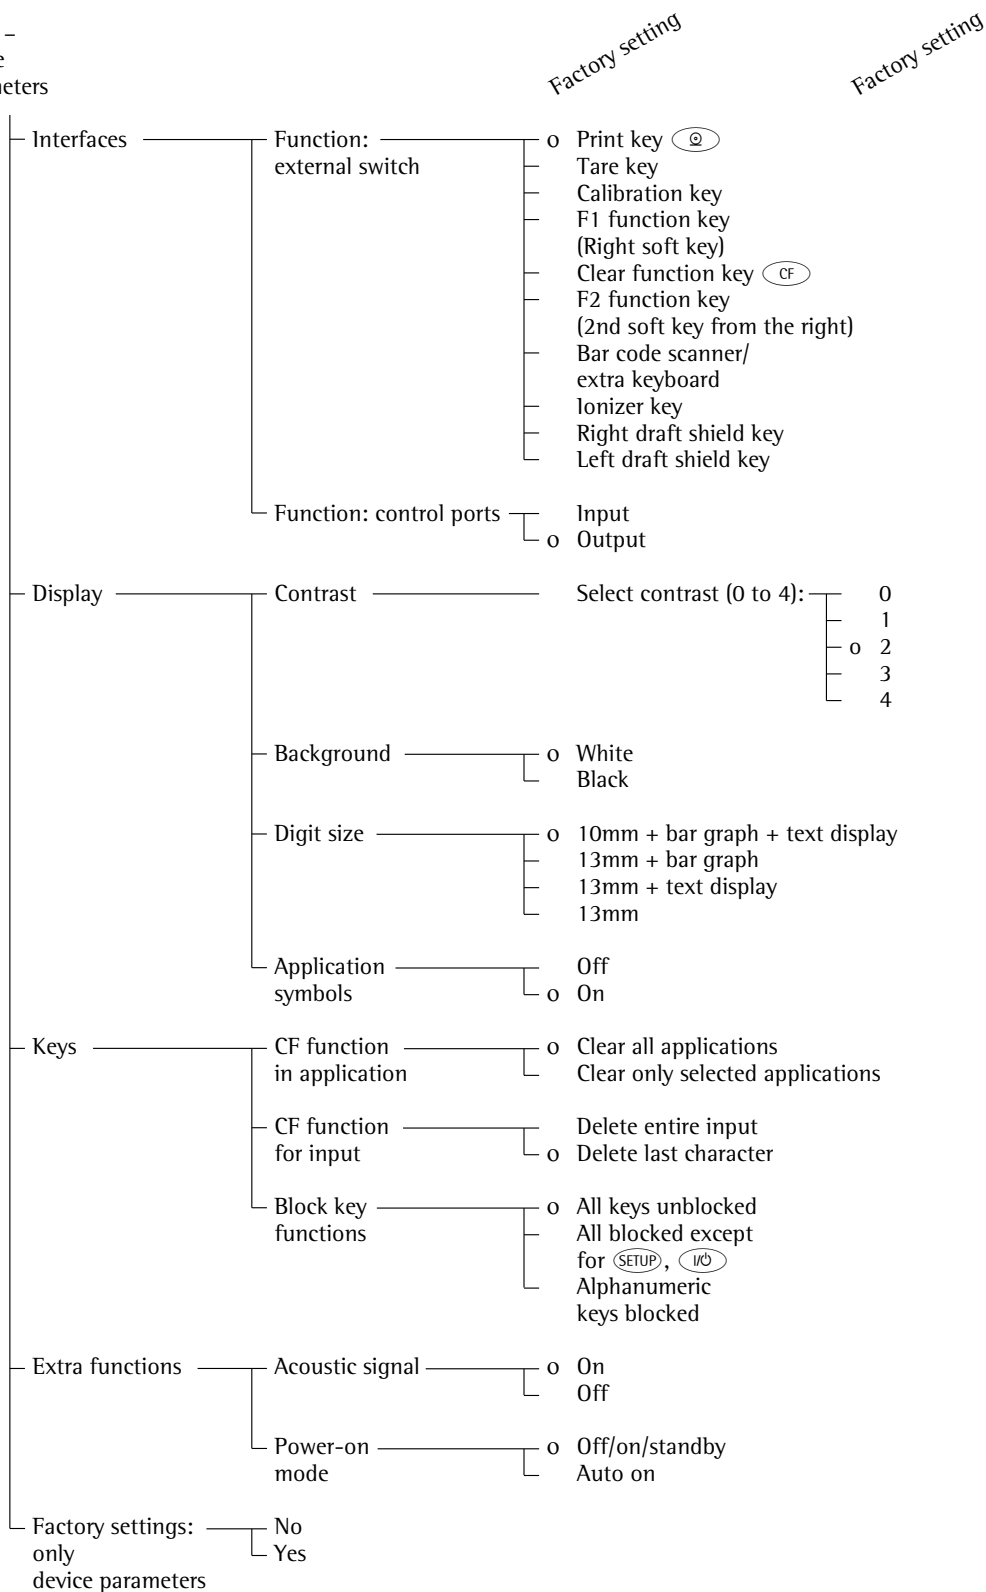 –
Factory setting
Factory setting
Interfaces
Function:
external switch
o Print key
Tare key
Calibration key
F1 function key
(Right soft key)
Clear function key CF
F2 function key
(2nd soft key from the right)
Bar code scanner/
extra keyboard
Ionizer key
Right draft shield key
Left draft shield key
Function: control ports
Input
o Output
Display
Contrast
Select contrast (0 to 4):
0
1
o 2
3
4
Background
o White
Black
Digit size
o 10mm + bar graph + text display
13mm + bar graph
13mm + text display
13mm
Application
symbols
Off
o On
Keys
CF function
in application
o Clear all applications
Clear only selected applications
CF function
for input
Delete entire input
o Delete last character
Block key
functions
o All keys unblocked
All blocked except
for SETUP, I/⏻
Alphanumeric
keys blocked
Extra functions
Acoustic signal
o On
Off
Power-on
mode
o Off/on/standby
Auto on
Factory settings:
only
device parameters
No
Yes